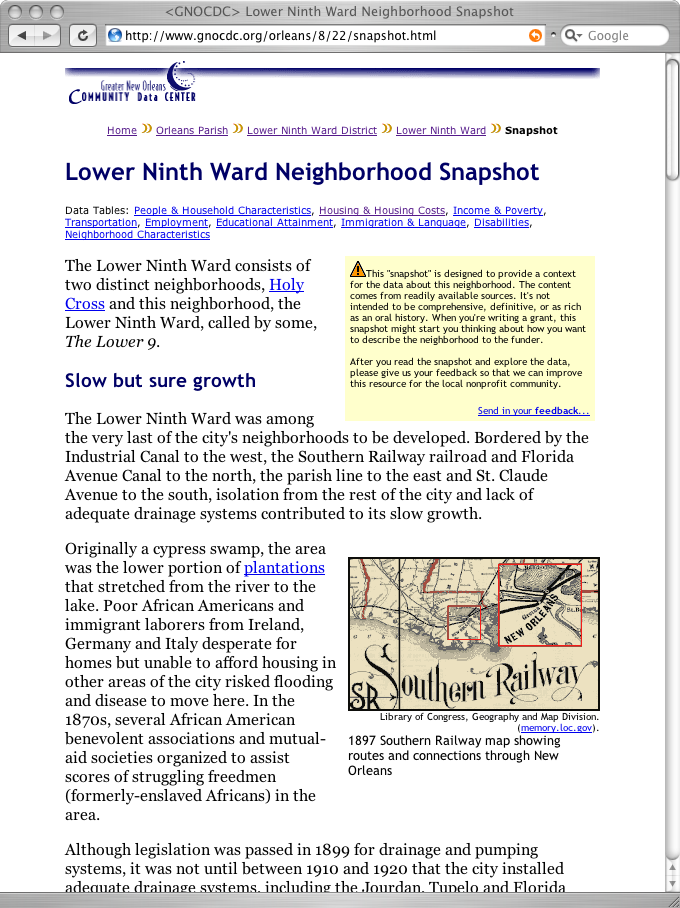 <GNOCDC> Lower Ninth Ward Neighborhood Snapshot
http://www.gnocdc.org/orleans/8/22/snapshot.html
Google
Greater New Orleans
COMMUNITY DATA CENTER
Home » Orleans Parish » Lower Ninth Ward District » Lower Ninth Ward » Snapshot
Lower Ninth Ward Neighborhood Snapshot
Data Tables: People & Household Characteristics, Housing & Housing Costs, Income & Poverty,
Transportation, Employment, Educational Attainment, Immigration & Language, Disabilities,
Neighborhood Characteristics
The Lower Ninth Ward consists of
two distinct neighborhoods, Holy
Cross and this neighborhood, the
Lower Ninth Ward, called by some,
The Lower 9.
This "snapshot" is designed to provide a context
for the data about this neighborhood. The content
comes from readily available sources. It's not
intended to be comprehensive, definitive, or as rich
as an oral history. When you're writing a grant, this
snapshot might start you thinking about how you want
to describe the neighborhood to the funder.
After you read the snapshot and explore the data,
please give us your feedback so that we can improve
this resource for the local nonprofit community.
Send in your feedback...
Slow but sure growth
The Lower Ninth Ward was among
the very last of the city's neighborhoods to be developed. Bordered by the
Industrial Canal to the west, the Southern Railway railroad and Florida
Avenue Canal to the north, the parish line to the east and St. Claude
Avenue to the south, isolation from the rest of the city and lack of
adequate drainage systems contributed to its slow growth.
Originally a cypress swamp, the area
was the lower portion of plantations
that stretched from the river to the
lake. Poor African Americans and
immigrant laborers from Ireland,
Germany and Italy desperate for
homes but unable to afford housing in
other areas of the city risked flooding
and disease to move here. In the
1870s, several African American
benevolent associations and mutual-
aid societies organized to assist
scores of struggling freedmen
(formerly-enslaved Africans) in the
area.
NEW ORLEANS
Southern Railway
SR
Library of Congress, Geography and Map Division.
(memory.loc.gov).
1897 Southern Railway map showing
routes and connections through New
Orleans
Although legislation was passed in 1899 for drainage and pumping
systems, it was not until between 1910 and 1920 that the city installed
adequate drainage systems, including the Jourdan, Tupelo and Florida